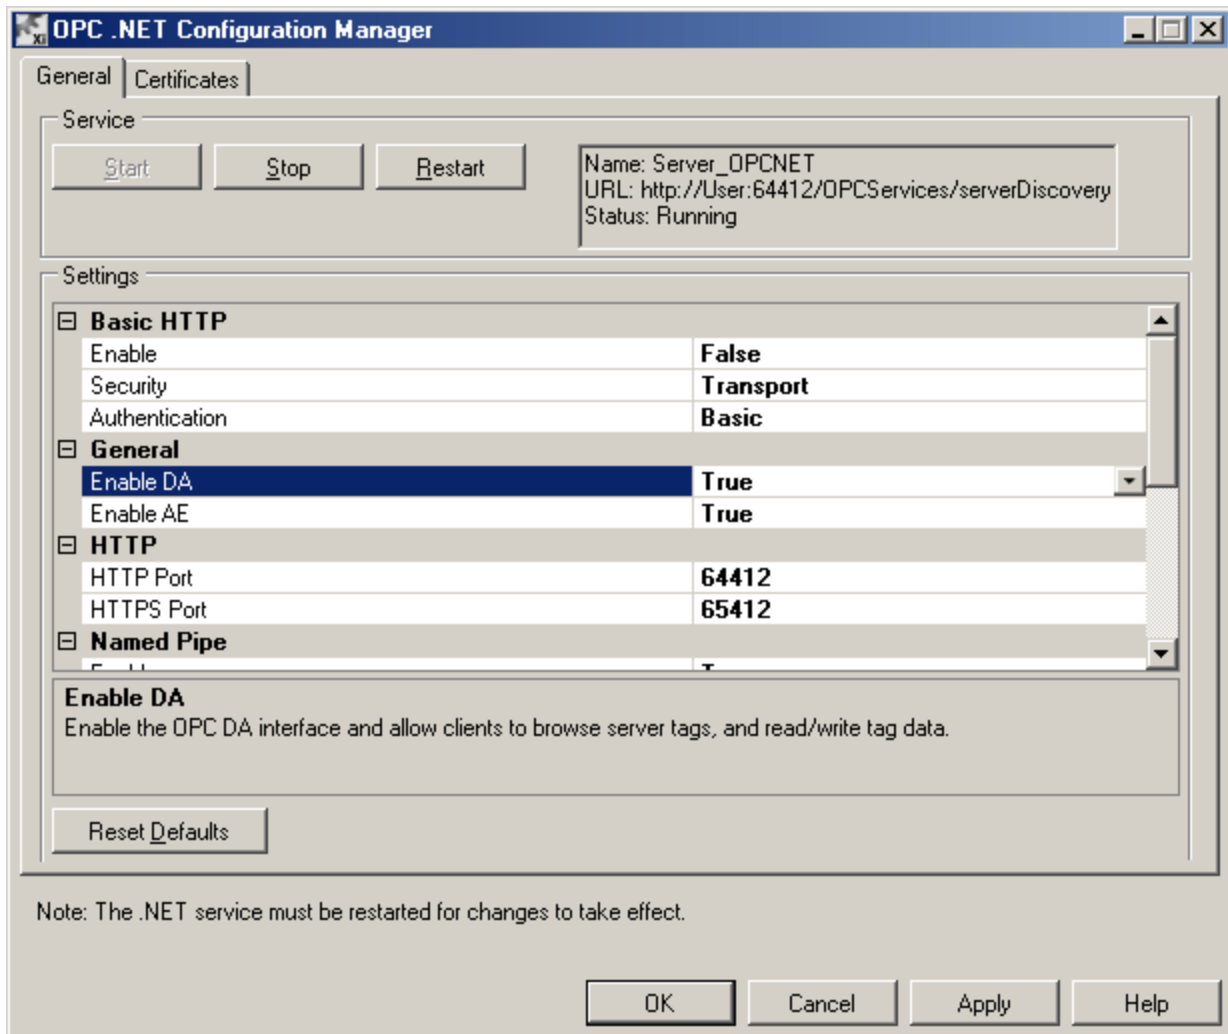 OPC .NET Configuration Manager
General Certificates
Service
Start Stop Restart
Name: Server_OPCNET
URL: http://User:64412/OPCServices/serverDiscovery
Status: Running
Settings
Basic HTTP
Enable False
Security Transport
Authentication Basic
General
Enable DA True
Enable AE True
HTTP
HTTP Port 64412
HTTPS Port 65412
Named Pipe
Enable DA
Enable the OPC DA interface and allow clients to browse server tags, and read/write tag data.
Reset Defaults
Note: The .NET service must be restarted for changes to take effect.
OK Cancel Apply Help